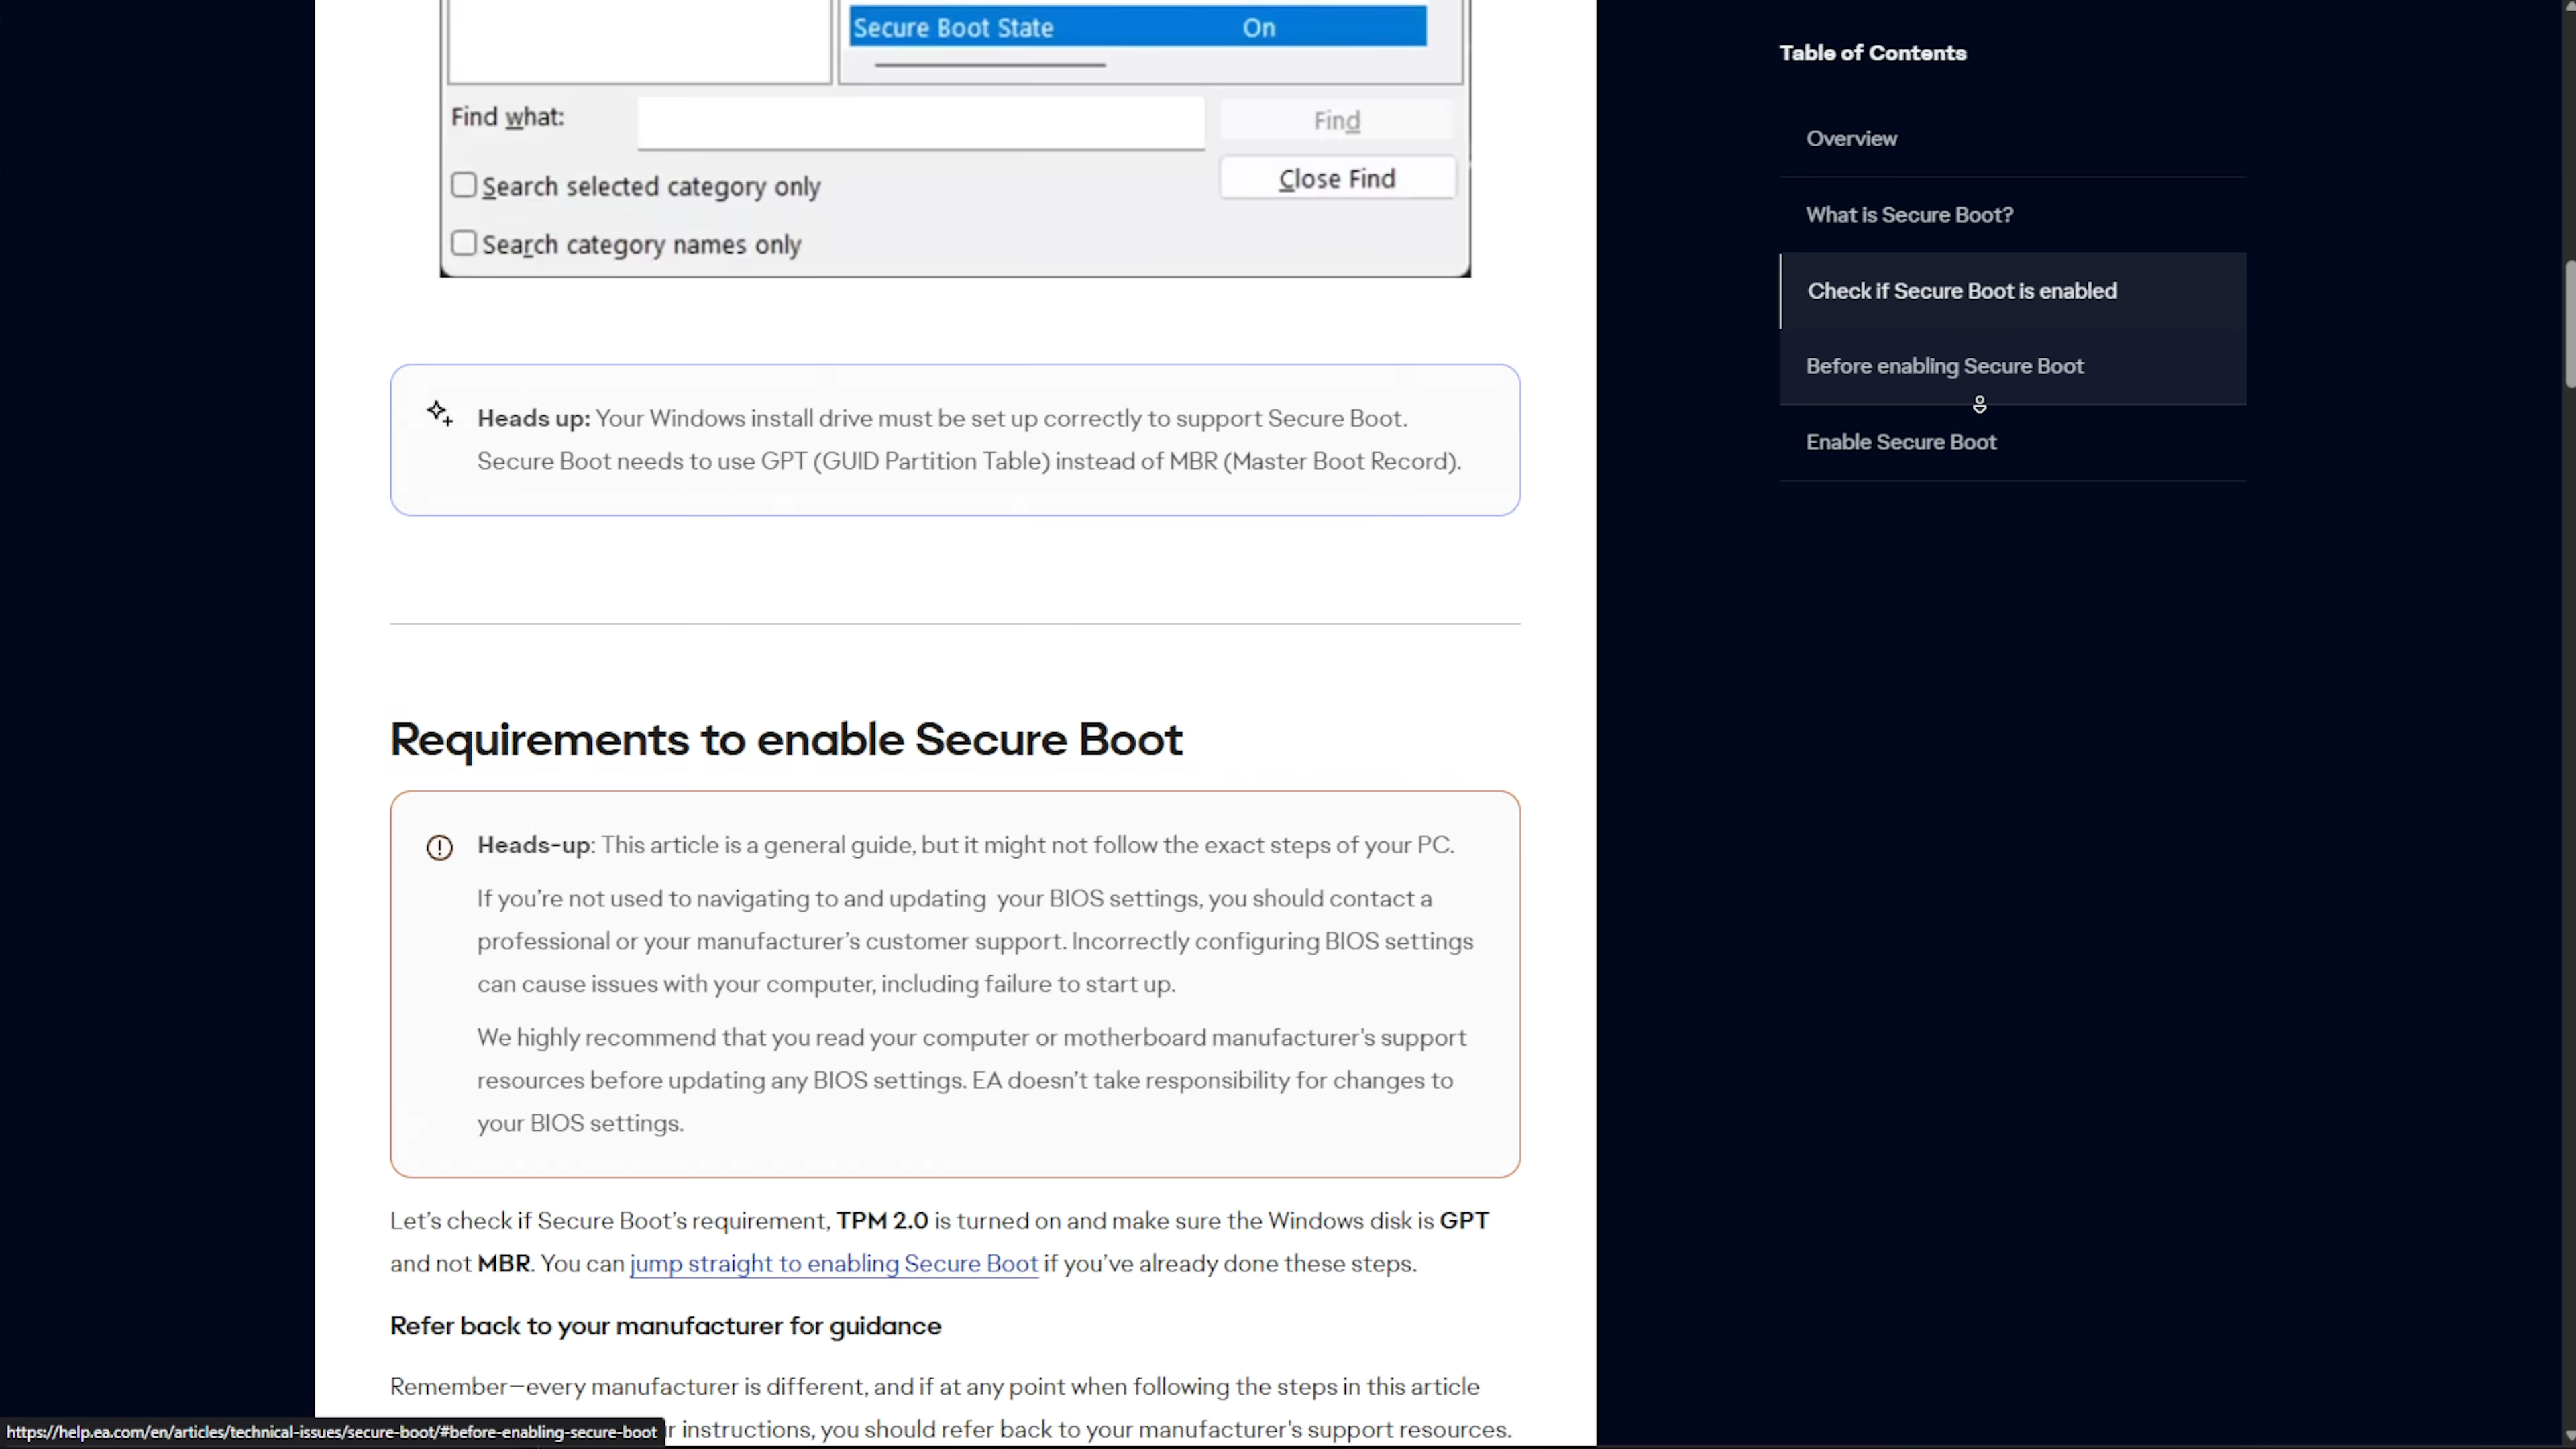 Secure Boot State On
Find what:
Find
Search selected category only
Close Find
Search category names only
Heads up: Your Windows install drive must be set up correctly to support Secure Boot.
Secure Boot needs to use GPT (GUID Partition Table) instead of MBR (Master Boot Record).
Requirements to enable Secure Boot
Heads-up: This article is a general guide, but it might not follow the exact steps of your PC.
If you're not used to navigating to and updating your BIOS settings, you should contact a
professional or your manufacturer's customer support. Incorrectly configuring BIOS settings
can cause issues with your computer, including failure to start up.
We highly recommend that you read your computer or motherboard manufacturer's support
resources before updating any BIOS settings. EA doesn't take responsibility for changes to
your BIOS settings.
Let's check if Secure Boot's requirement, TPM 2.0 is turned on and make sure the Windows disk is GPT
and not MBR. You can jump straight to enabling Secure Boot if you've already done these steps.
Refer back to your manufacturer for guidance
Remember—every manufacturer is different, and if at any point when following the steps in this article
r instructions, you should refer back to your manufacturer's support resources.
https://help.ea.com/en/articles/technical-issues/secure-boot/#before-enabling-secure-boot
Table of Contents
Overview
What is Secure Boot?
Check if Secure Boot is enabled
Before enabling Secure Boot
Enable Secure Boot